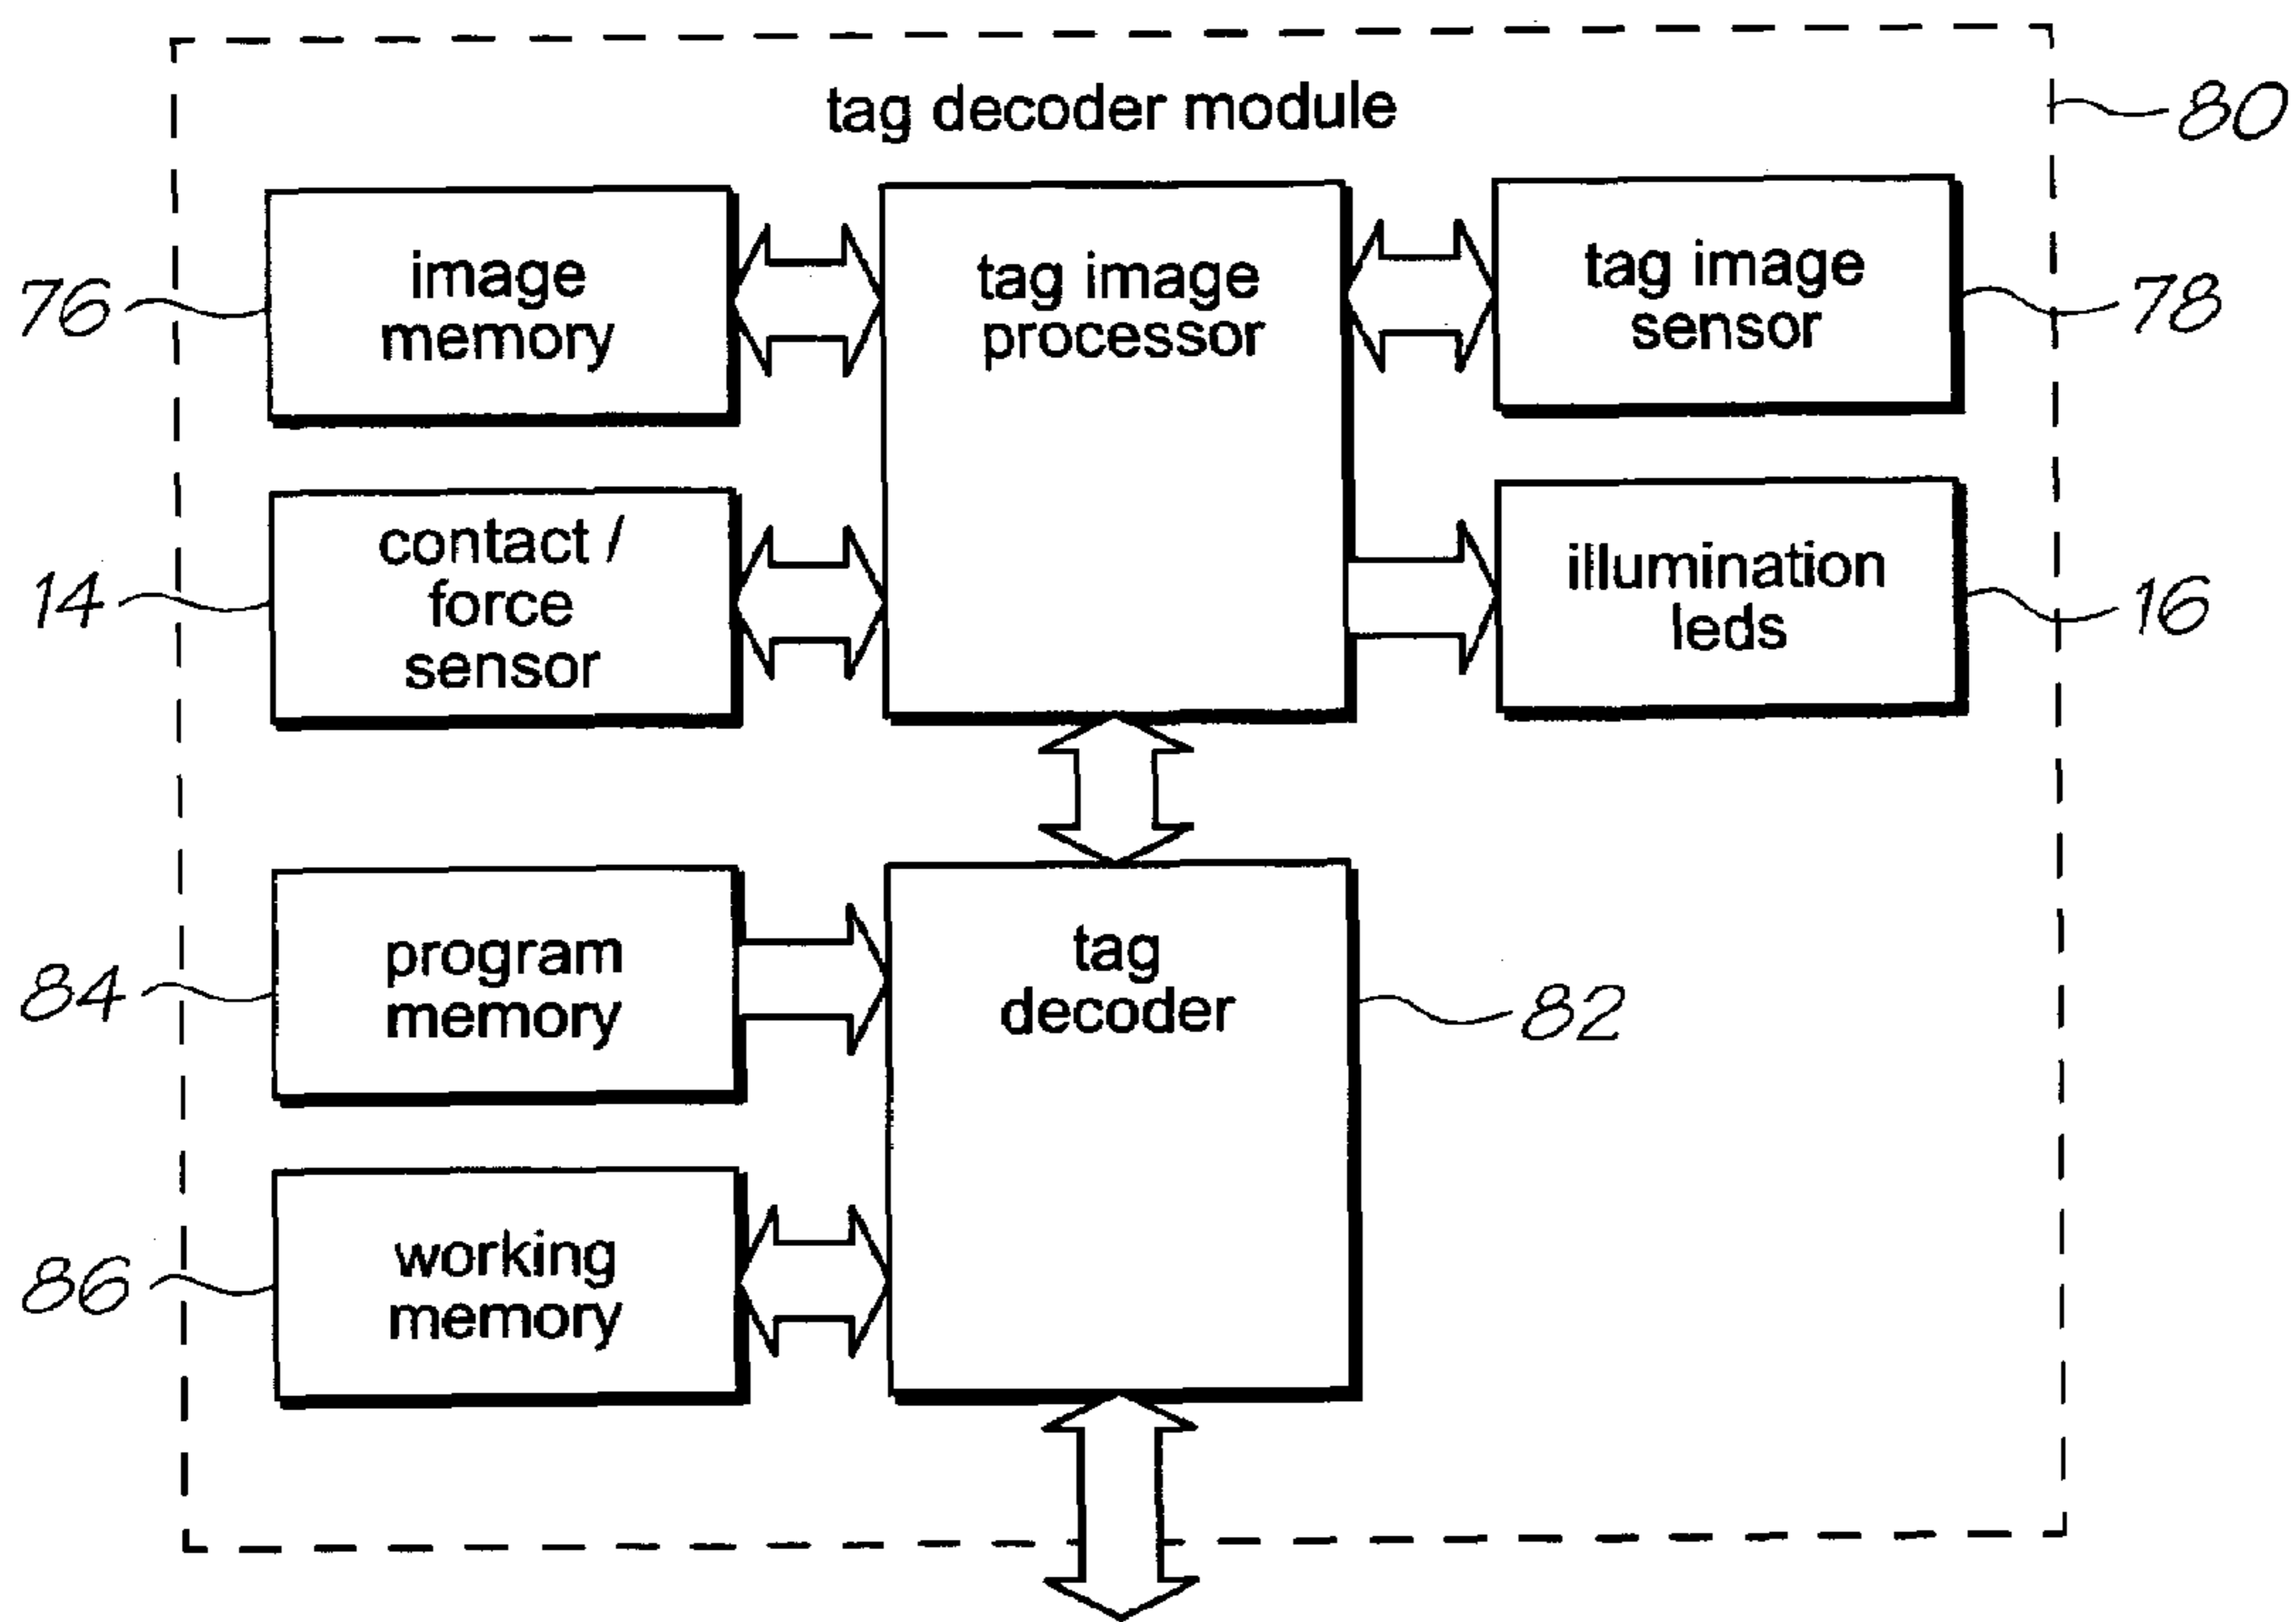 tag decoder module
80
76
image
memory
tag image
processor
tag image
sensor
78
14
contact /
force
sensor
illumination
leds
16
84
program
memory
tag
decoder
82
86
working
memory